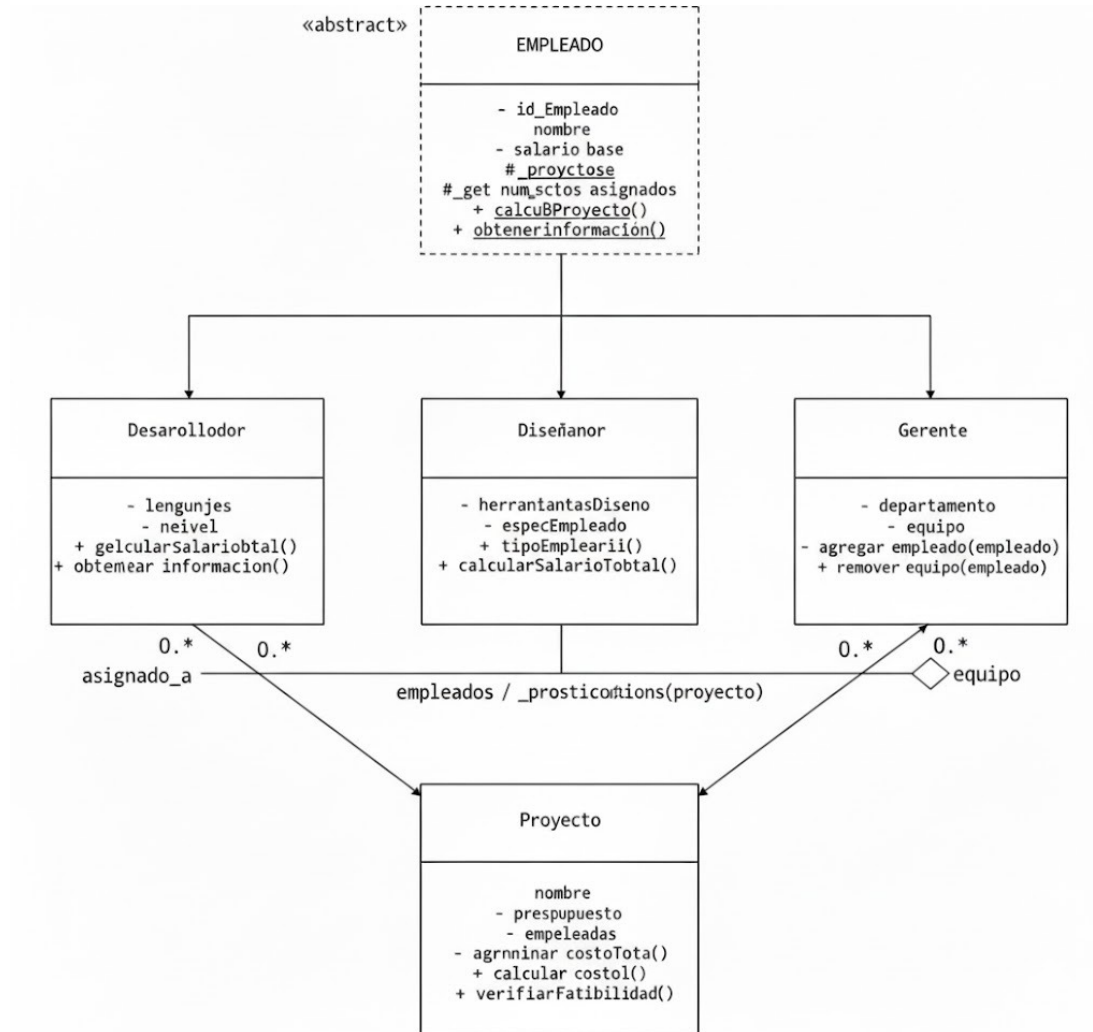 «abstract»
EMPLEADO
- id_Empleado
nombre
- salario base
# _proyctose
#_get num_sctos asignados
+ calcuBProyecto()
+ obtenerinformación()
Desarollodor
- lengunjes
- neivel
+ gelcularSalariobtal()
+ obtemear informacion()
Diseñanor
- herrantantasDiseno
- especEmpleado
+ tipoEmplearii()
+ calcularSalarioTobtal()
Gerente
- departamento
- equipo
- agregar empleado(empleado)
+ remover equipo(empleado)
0.* 0.* 0.* 0.*
asignado_a
empleados / _prosticomtions(proyecto)
equipo
Proyecto
nombre
- prespupuesto
- empeleadas
- agrnninar costoTota()
+ calcular costol()
+ verifiarFatibilidad()